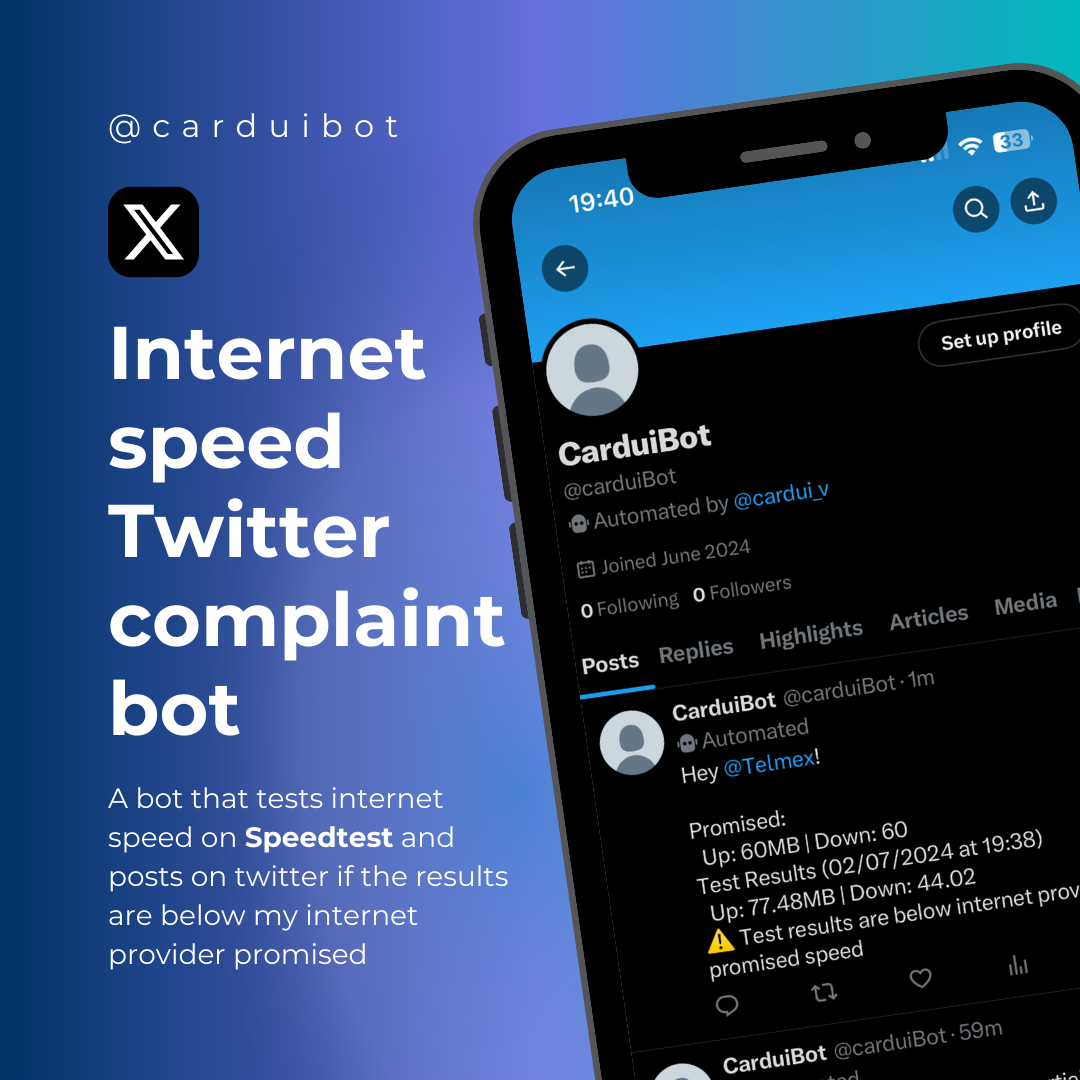 @carduibot
Internet
speed
Twitter
complaint
bot
A bot that tests internet
speed on Speedtest and
posts on twitter if the results
are below my internet
provider promised
19:40
33
Set up profile
CarduiBot
@carduiBot
Automated by @cardui_v
Joined June 2024
0 Following 0 Followers
Posts Replies Highlights Articles Media
CarduiBot @carduiBot · 1m
Automated
Hey @Telmex!
Promised:
Up: 60MB | Down: 60
Test Results (02/07/2024 at 19:38)
Up: 77.48MB | Down: 44.02
⚠️ Test results are below internet prov
promised speed
CarduiBot @carduiBot · 59m